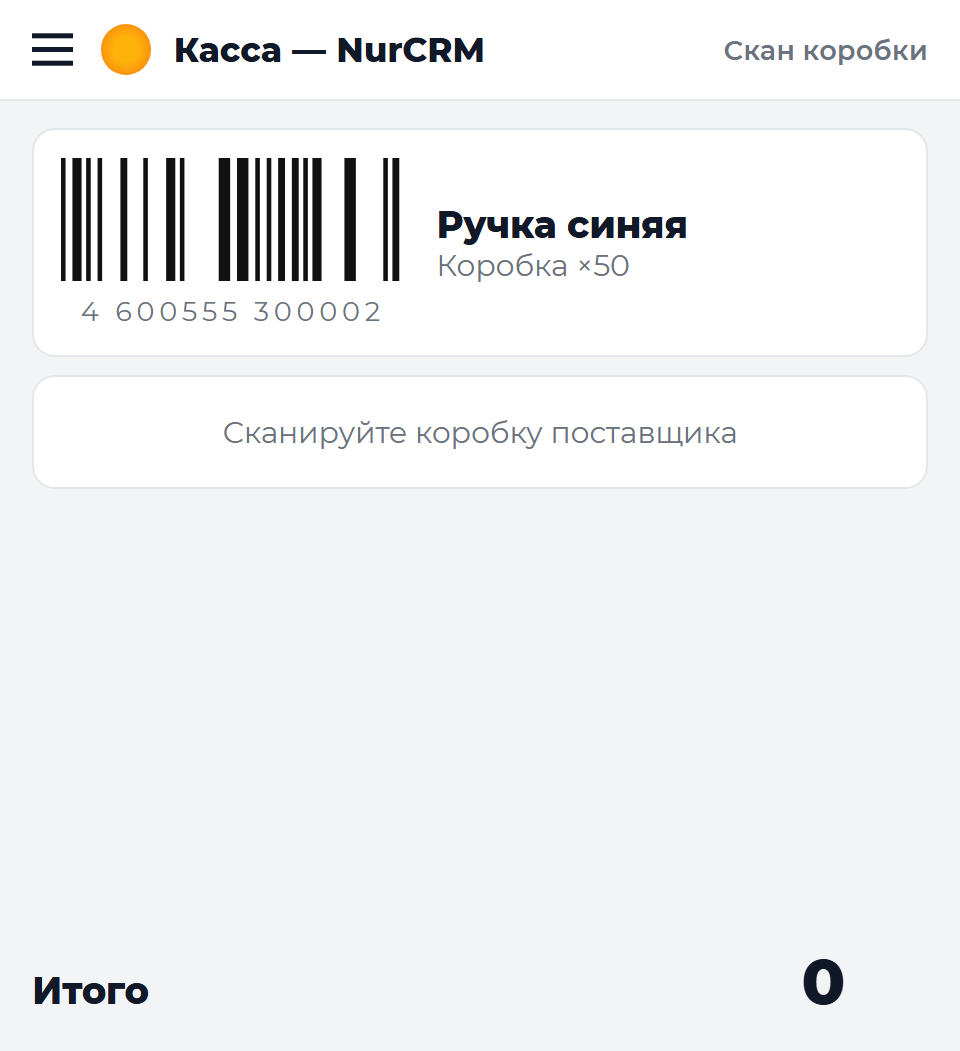 Касса — NurCRM
Скан коробки
Ручка синяя
Коробка ×50
4 600555 300002
Сканируйте коробку поставщика
Итого
0